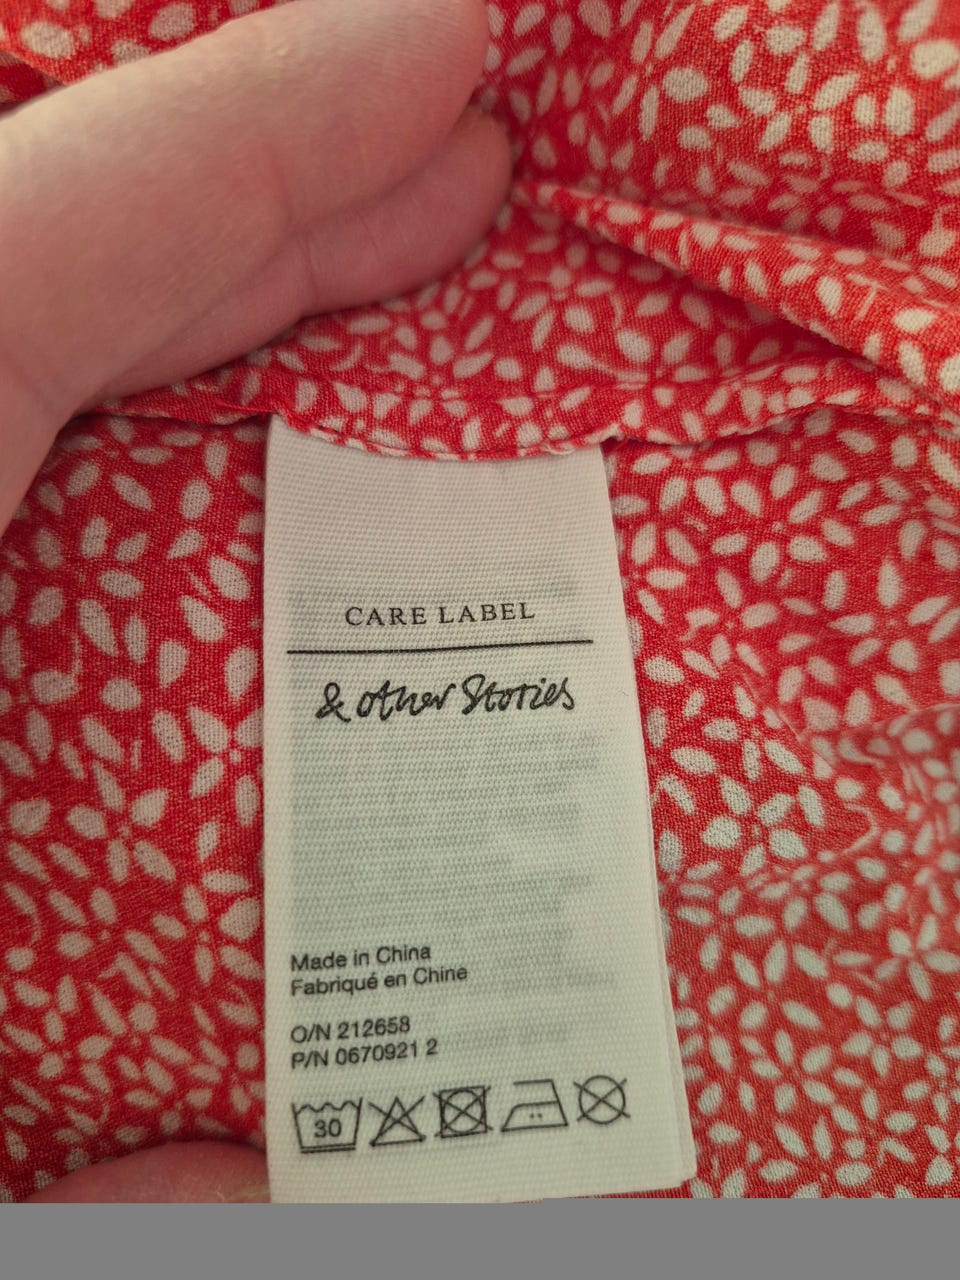 CARE LABEL
& other Stories
Made in China
Fabriqué en Chine
O/N 212658
P/N 0670921 2
30